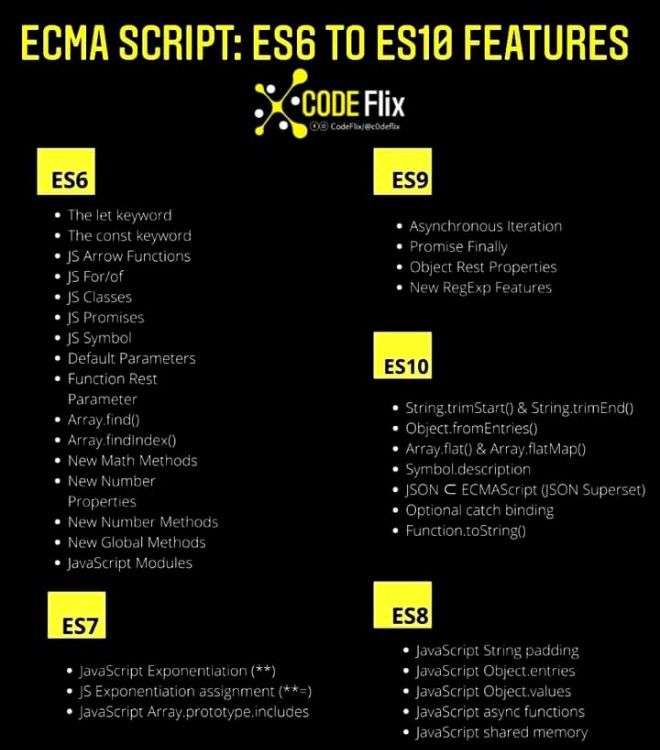 ECMA SCRIPT: ES6 TO ES10 FEATURES
CODE Flix
CodeFlix/@c0deflix
ES6
• The let keyword
• The const keyword
• JS Arrow Functions
• JS For/of
• JS Classes
• JS Promises
• JS Symbol
• Default Parameters
• Function Rest
Parameter
• Array.find()
• Array.findIndex()
• New Math Methods
• New Number
Properties
• New Number Methods
• New Global Methods
• JavaScript Modules
ES7
• JavaScript Exponentiation (**)
• JS Exponentiation assignment (**=)
• JavaScript Array.prototype.includes
ES9
• Asynchronous Iteration
• Promise Finally
• Object Rest Properties
• New RegExp Features
ES10
• String.trimStart() & String.trimEnd()
• Object.fromEntries()
• Array.flat() & Array.flatMap()
• Symbol.description
• JSON ⊂ ECMAScript (JSON Superset)
• Optional catch binding
• Function.toString()
ES8
• JavaScript String padding
• JavaScript Object.entries
• JavaScript Object.values
• JavaScript async functions
• JavaScript shared memory